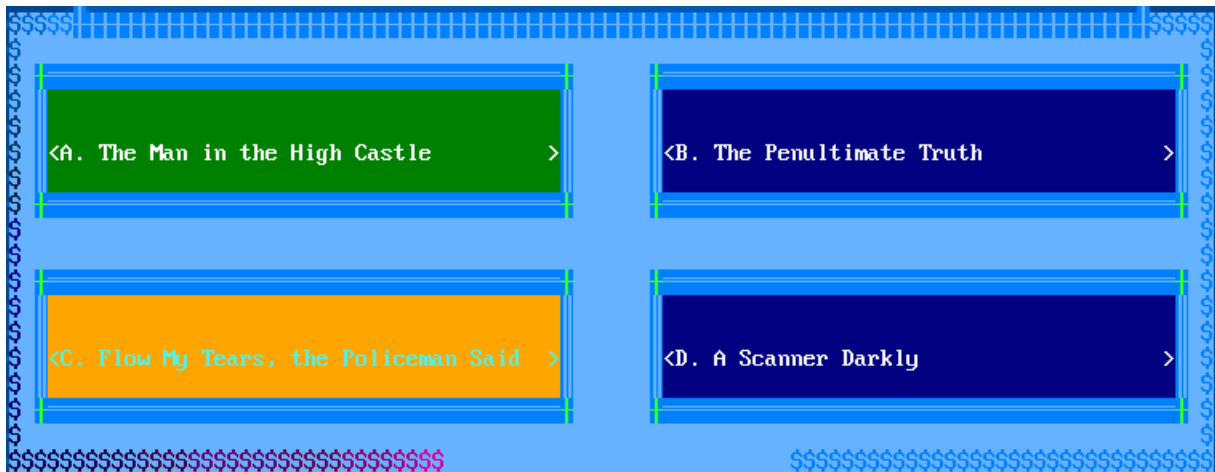 <A. The Man in the High Castle >
<B. The Penultimate Truth >
<C. Flow My Tears, the Policeman Said >
<D. A Scanner Darkly >